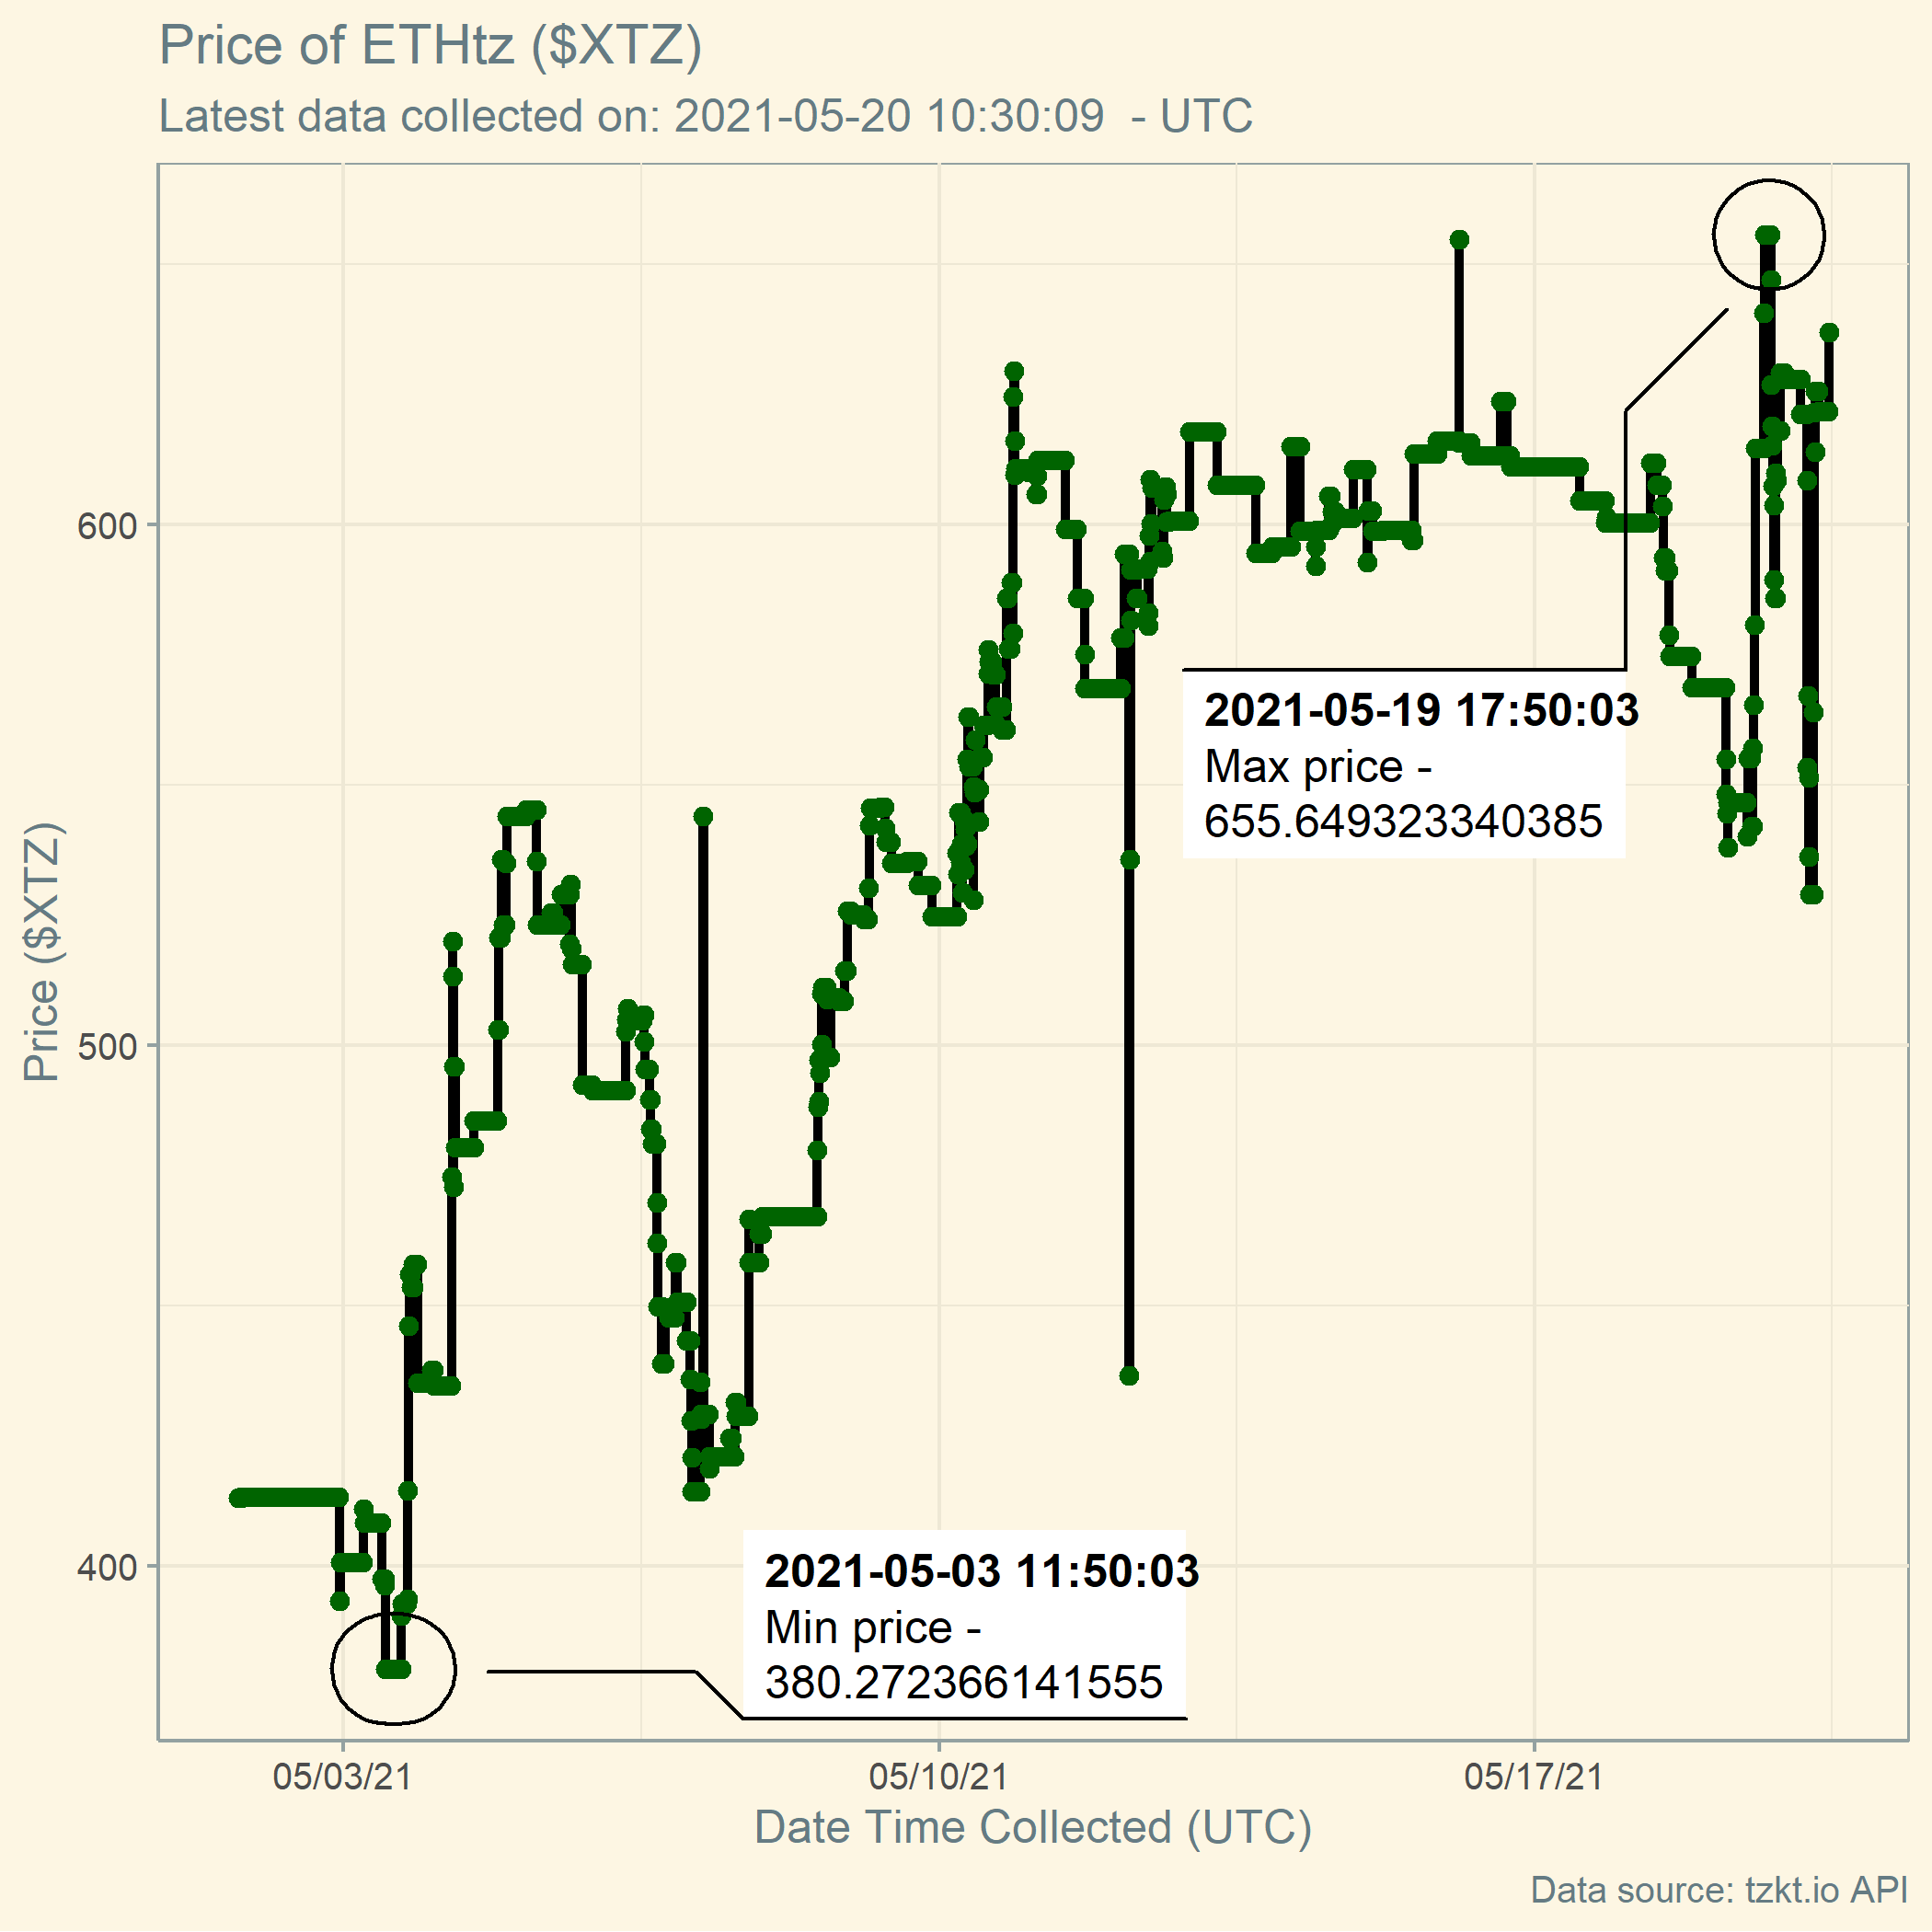 Price of ETHtz ($XTZ)
Latest data collected on: 2021-05-20 10:30:09  - UTC
600
2021-05-19 17:50:03
Max price -
655.649323340385
Price ($XTZ)
500
400
2021-05-03 11:50:03
Min price -
380.272366141555
05/03/21
05/10/21
05/17/21
Date Time Collected (UTC)
Data source: tzkt.io API